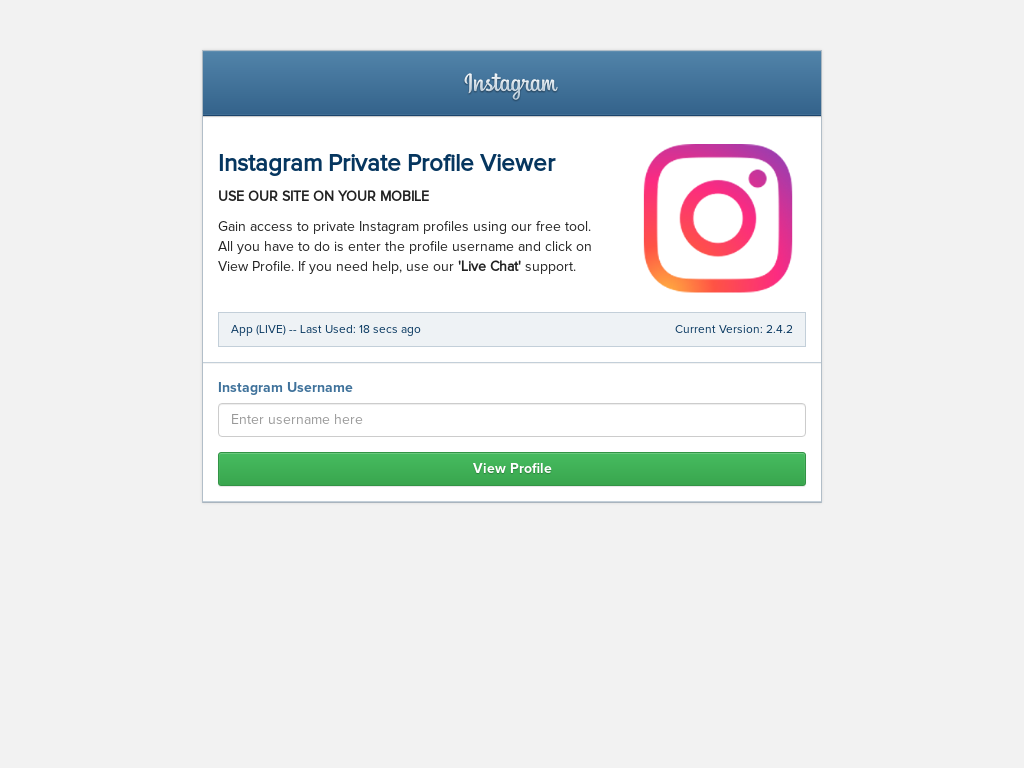 Instagram
Instagram Private Profile Viewer
USE OUR SITE ON YOUR MOBILE
Gain access to private Instagram profiles using our free tool.
All you have to do is enter the profile username and click on
View Profile. If you need help, use our 'Live Chat' support.
App (LIVE) -- Last Used: 18 secs ago Current Version: 2.4.2
Instagram Username
Enter username here
View Profile